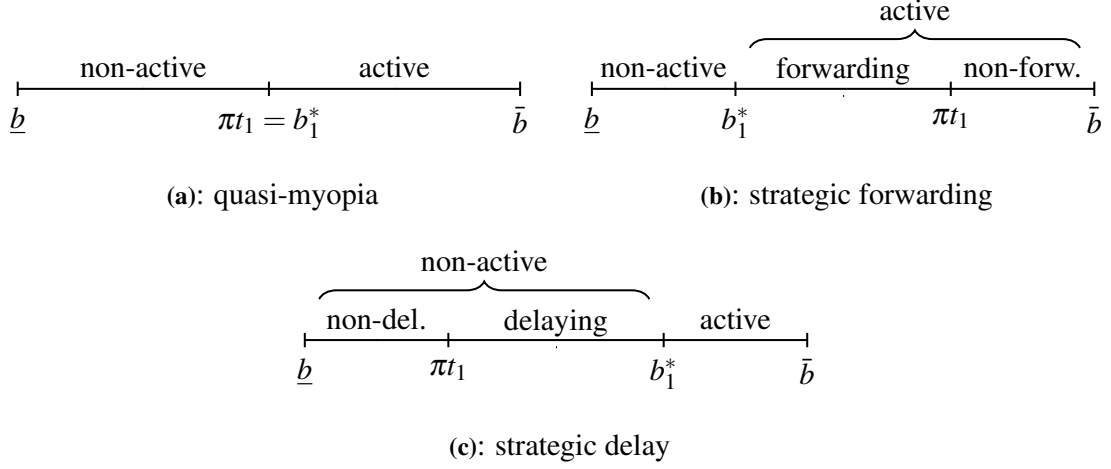 active
non-active active non-active forwarding non-forw.
b πt₁ = b₁* b̄ b b₁* πt₁ b̄
(a): quasi-myopia (b): strategic forwarding
non-active
non-del. delaying active
b πt₁ b₁* b̄
(c): strategic delay